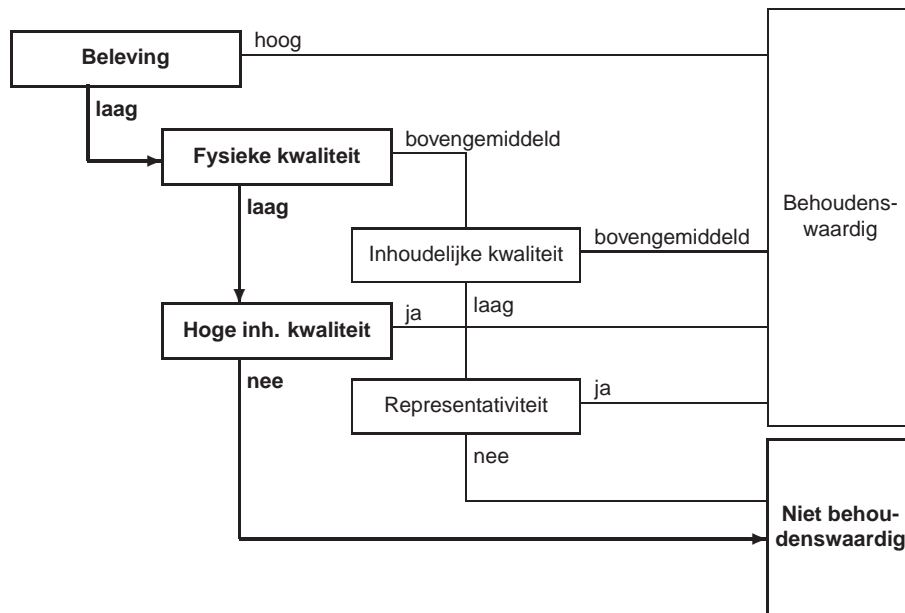 hoog
Beleving
laag
bovengemiddeld
Fysieke kwaliteit
laag
Behoudens-
waardig
bovengemiddeld
Inhoudelijke kwaliteit
laag
ja
Hoge inh. kwaliteit
nee
ja
Representativiteit
nee
Niet behou-
denswaardig